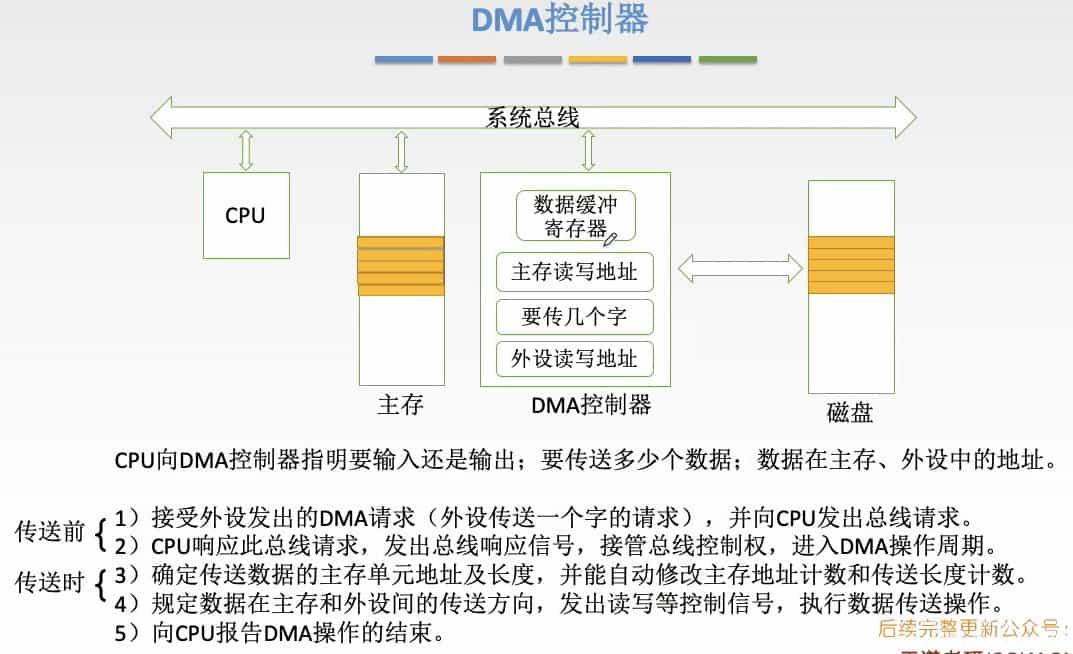 DMA控制器
系统总线
CPU
数据缓冲
寄存器
主存读写地址
要传几个字
外设读写地址
主存
DMA控制器
磁盘
CPU向DMA控制器指明要输入还是输出；要传送多少个数据；数据在主存、外设中的地址。
传送前
1）接受外设发出的DMA请求（外设传送一个字的请求），并向CPU发出总线请求。
2）CPU响应此总线请求，发出总线响应信号，接管总线控制权，进入DMA操作周期。
传送时
3）确定传送数据的主存单元地址及长度，并能自动修改主存地址计数和传送长度计数。
4）规定数据在主存和外设间的传送方向，发出读写等控制信号，执行数据传送操作。
5）向CPU报告DMA操作的结束。
后续完整更新公众号：